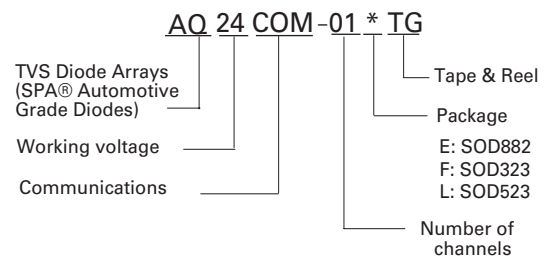 AQ 24 COM-01 * TG
TVS Diode Arrays
(SPA® Automotive
Grade Diodes)
Working voltage
Communications
Tape & Reel
Package
E: SOD882
F: SOD323
L: SOD523
Number of
channels